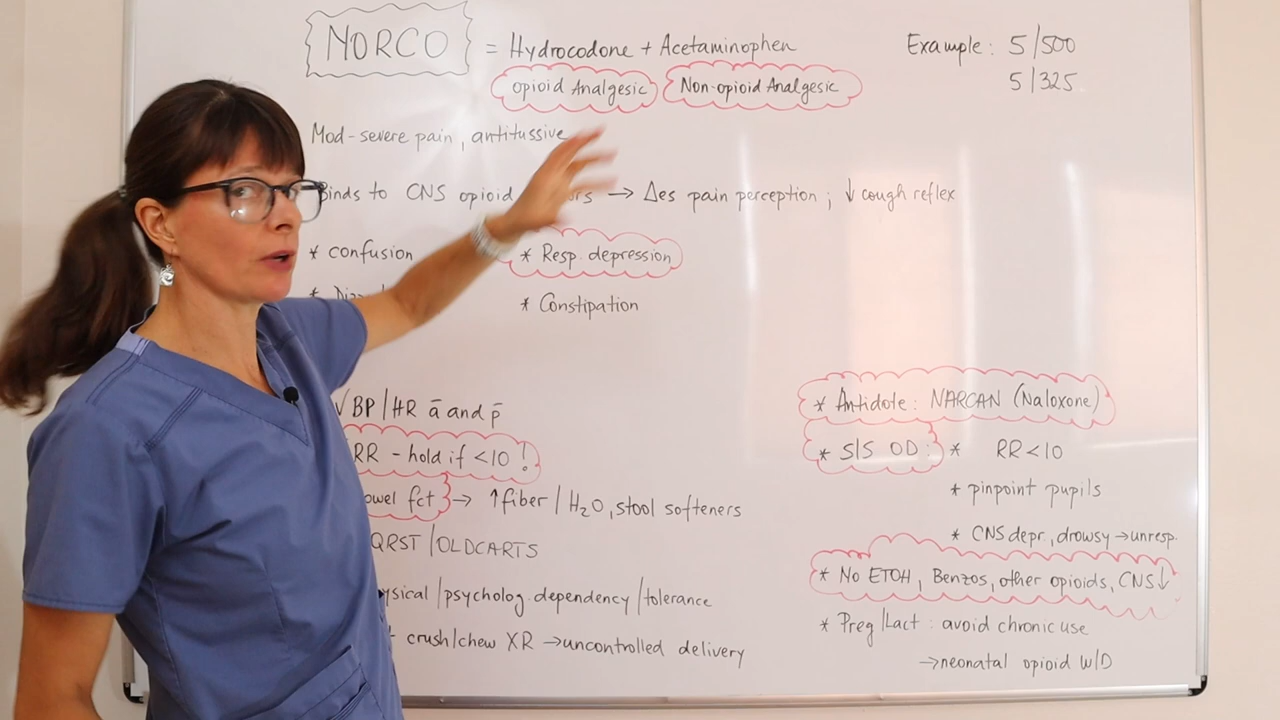 NORCO = Hydrocodone + Acetaminophen
Example: 5/500
opioid Analgesic Non-opioid Analgesic
5/325
Mod-severe pain, antitussive
Binds to CNS opioid → Δes pain perception; ↓ cough reflex
* confusion
* Resp. depression
* Constipation
√ BP/HR ā and p̄
RR - hold if <10!
fct → ↑fiber/H₂O, stool softeners
QRST/OLDCARTS
psycholog. dependency/tolerance
crush/chew XR → uncontrolled delivery
* Antidote: NARCAN (Naloxone)
* S/S OD: * RR<10
* pinpoint pupils
* CNS depr., drowsy → unresp.
* No ETOH, Benzos, other opioids, CNS↓
* Preg/Lact: avoid chronic use
→ neonatal opioid W/D